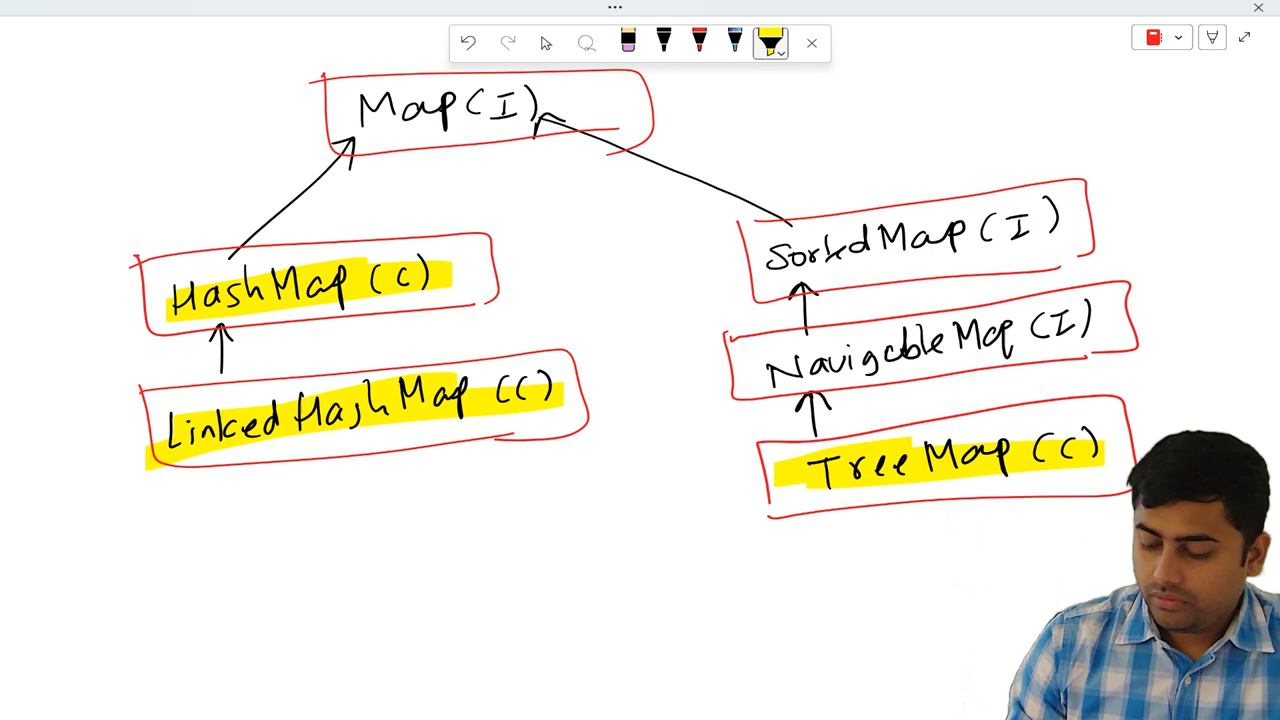 Map (I)
HashMap (C)
LinkedHashMap (C)
SortedMap (I)
NavigableMap (I)
TreeMap (C)